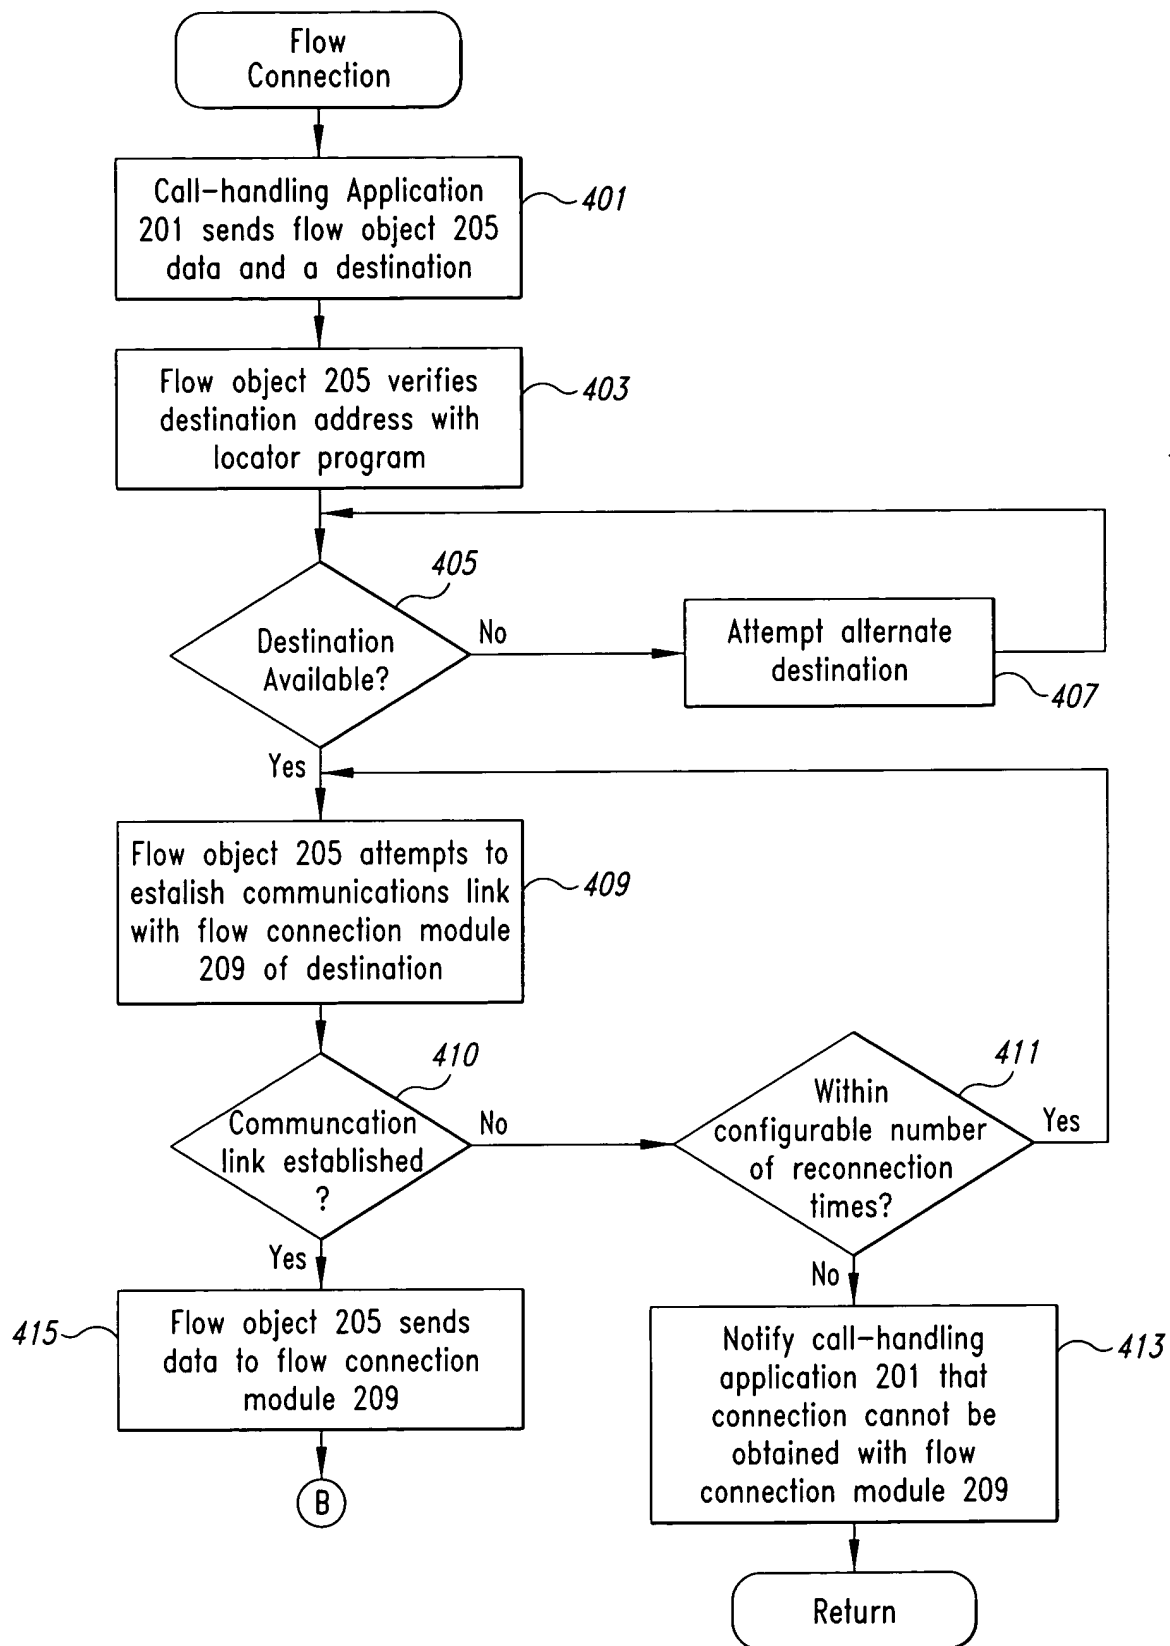 Flow
Connection
Call-handling Application
201 sends flow object 205
data and a destination
401
Flow object 205 verifies
destination address with
locator program
403
405
Destination
Available?
No
Attempt alternate
destination
407
Yes
Flow object 205 attempts to
estalish communications link
with flow connection module
209 of destination
409
410
Communcation
link established
?
No
411
Within
configurable number
of reconnection
times?
Yes
Yes
No
415
Flow object 205 sends
data to flow connection
module 209
Notify call-handling
application 201 that
connection cannot be
obtained with flow
connection module 209
413
B
Return